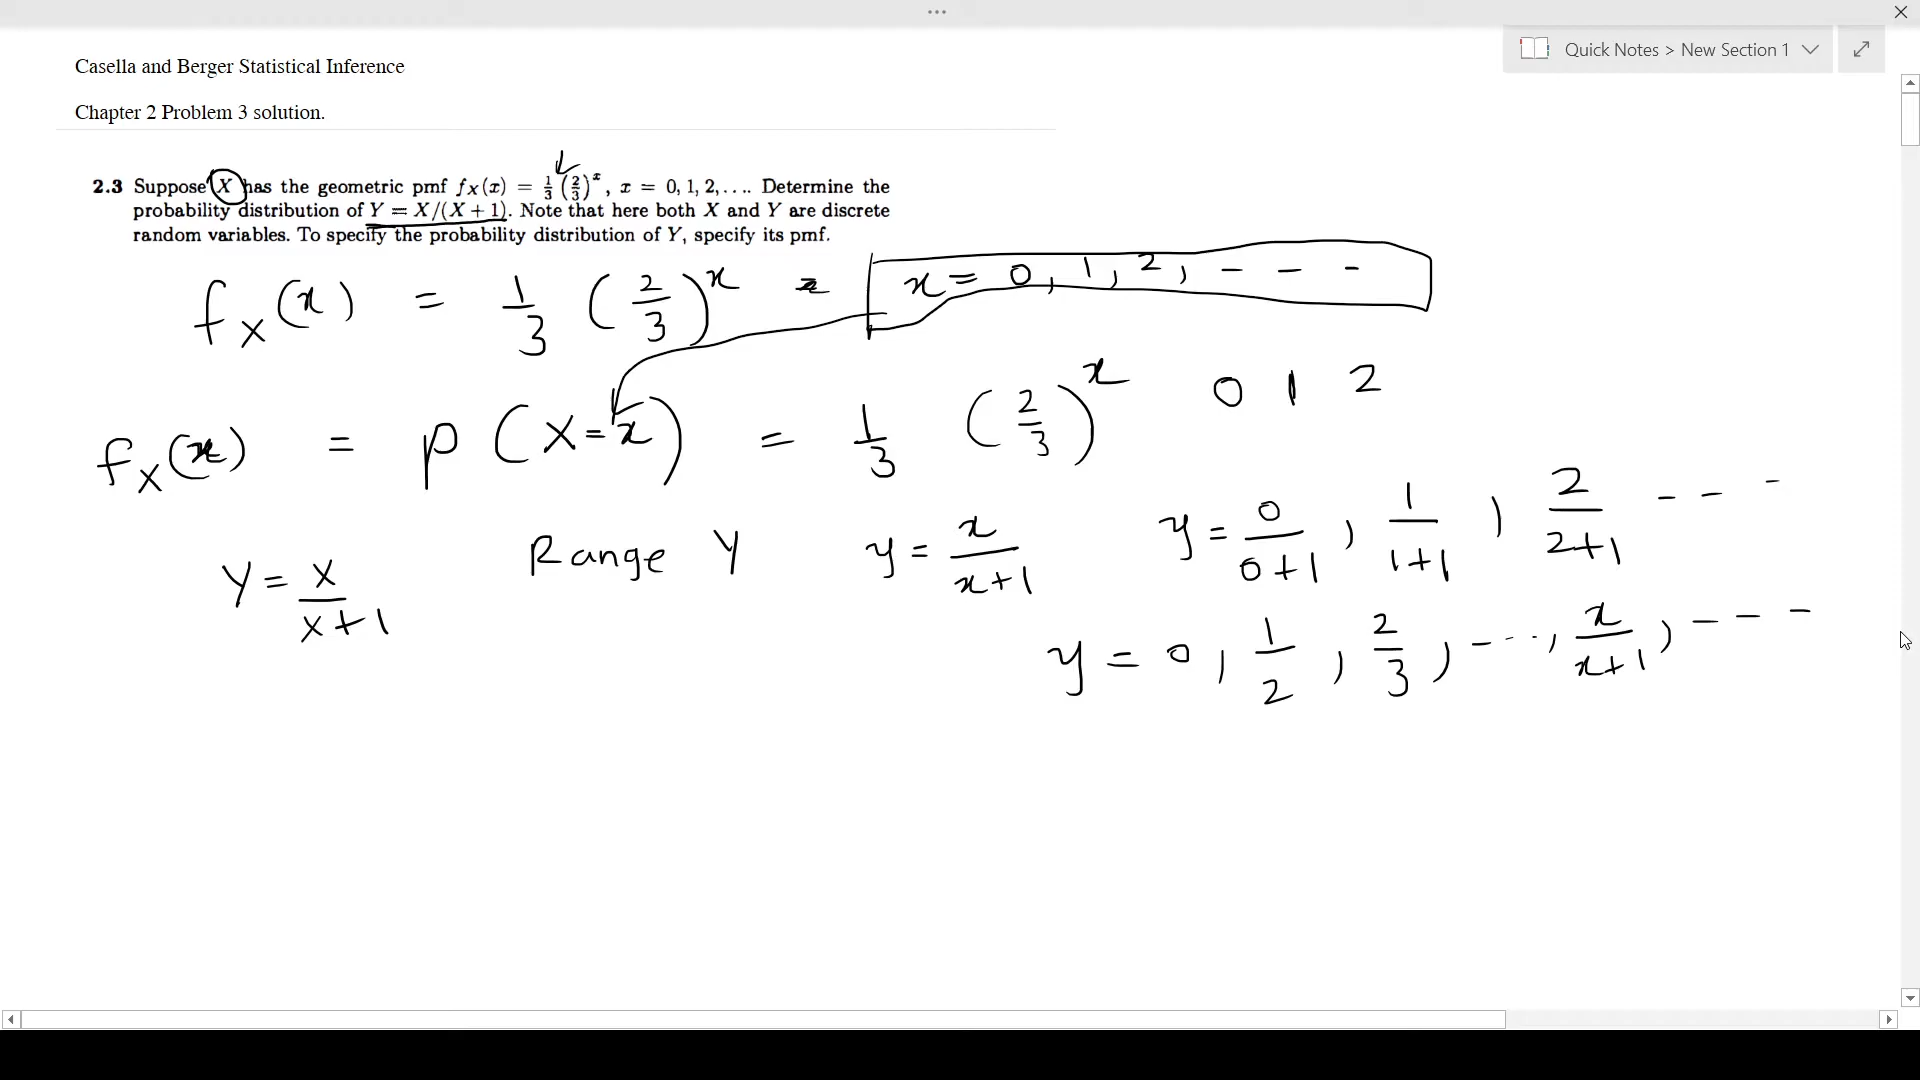 Quick Notes > New Section 1
Casella and Berger Statistical Inference
Chapter 2 Problem 3 solution.
2.3 Suppose X has the geometric pmf f_X(x) = 1/3 (2/3)^x, x = 0, 1, 2, .... Determine the
probability distribution of Y = X/(X + 1). Note that here both X and Y are discrete
random variables. To specify the probability distribution of Y, specify its pmf.
f_X(x) = 1/3 (2/3)^x - x = 0, 1, 2, - - -
f_X(x) = P(X=x) = 1/3 (2/3)^x 0 1 2
Y = X/(X+1) Range Y y = x/(x+1) y = 0/(0+1), 1/(1+1), 2/(2+1) - - -
y = 0, 1/2, 2/3, - - - -, x/(x+1), - - -